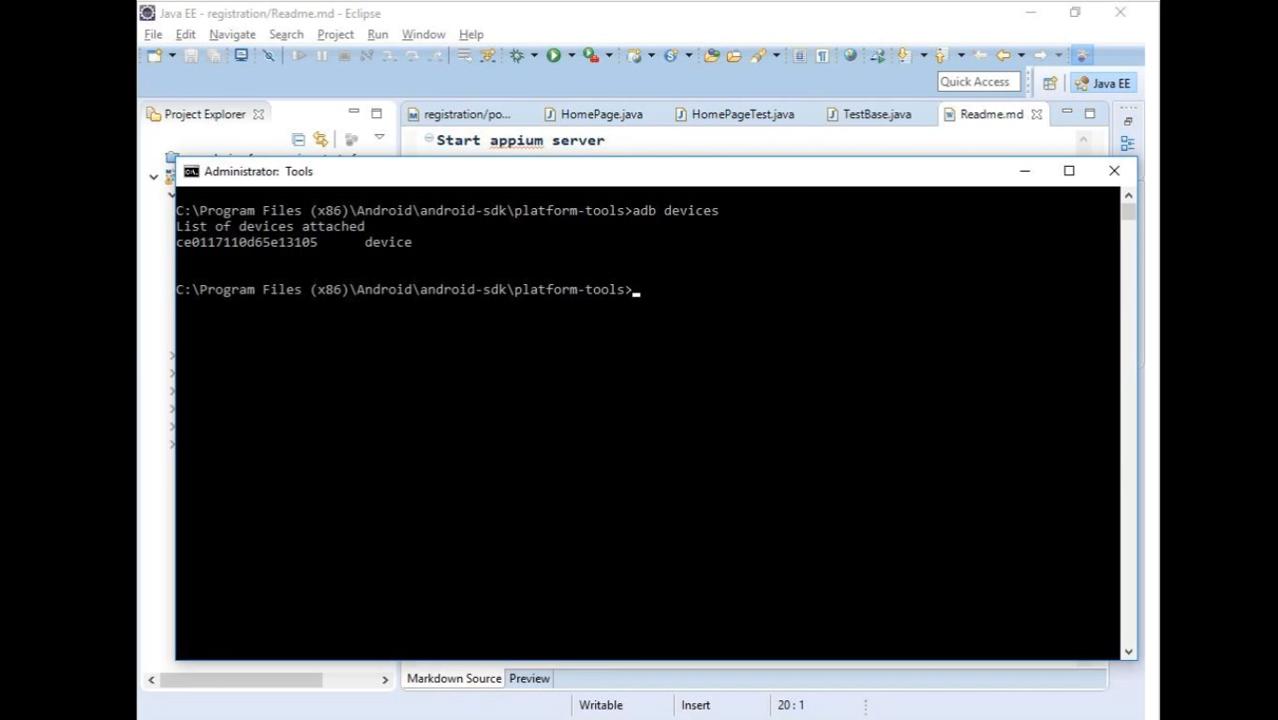 Java EE - registration/Readme.md - Eclipse
File Edit Navigate Search Project Run Window Help
Quick Access Java EE
Project Explorer registration/po... HomePage.java HomePageTest.java TestBase.java Readme.md
Start appium server
Administrator: Tools
C:\Program Files (x86)\Android\android-sdk\platform-tools>adb devices
List of devices attached
ce0117110d65e13105 device
C:\Program Files (x86)\Android\android-sdk\platform-tools>
Markdown Source Preview
Writable Insert 20 : 1